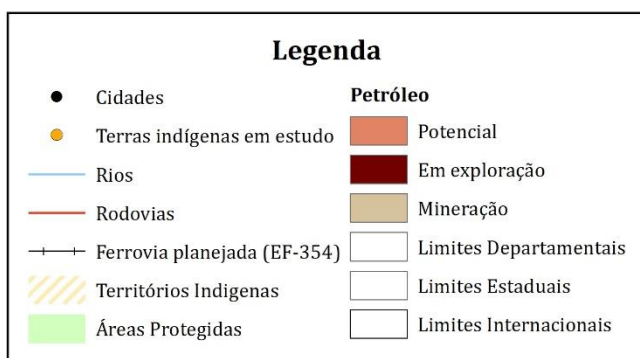 Legenda
Cidades
Terras indígenas em estudo
Rios
Rodovias
Ferrovia planejada (EF-354)
Territórios Indigenas
Áreas Protegidas
Petróleo
Potencial
Em exploração
Mineração
Limites Departamentais
Limites Estaduais
Limites Internacionais